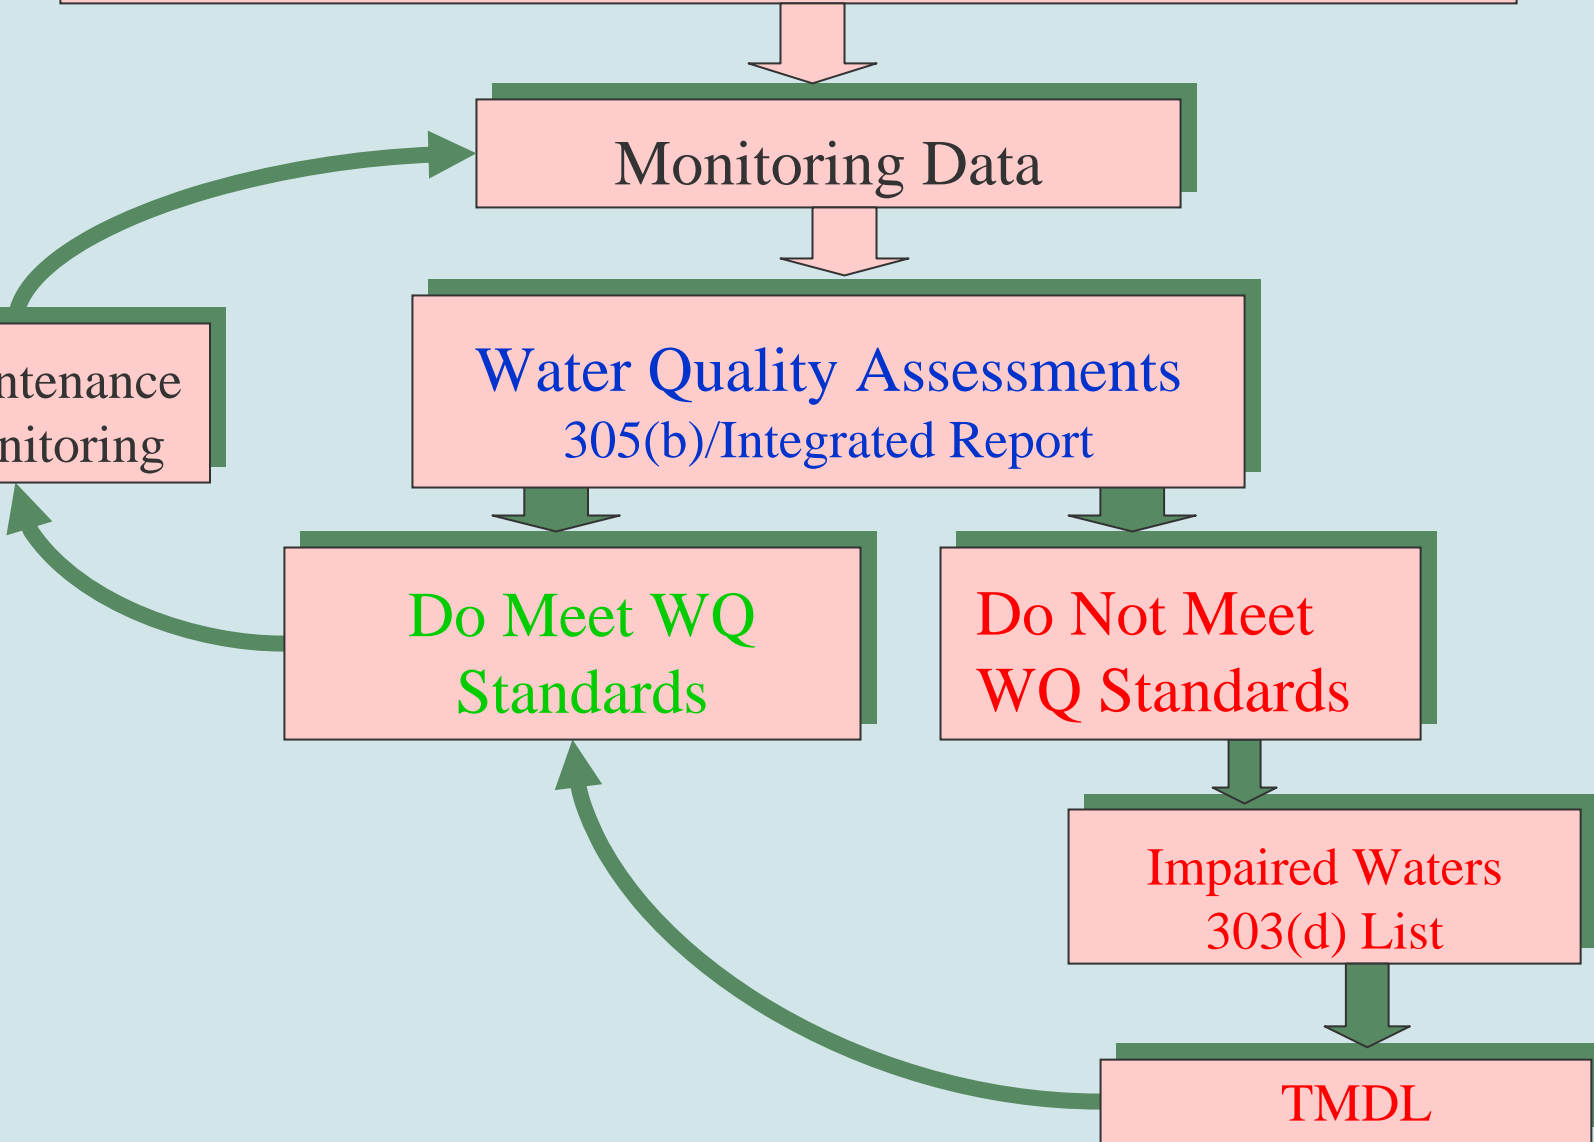 Monitoring Data
Water Quality Assessments
305(b)/Integrated Report
ntenance
nitoring
Do Meet WQ
Standards
Do Not Meet
WQ Standards
Impaired Waters
303(d) List
TMDL